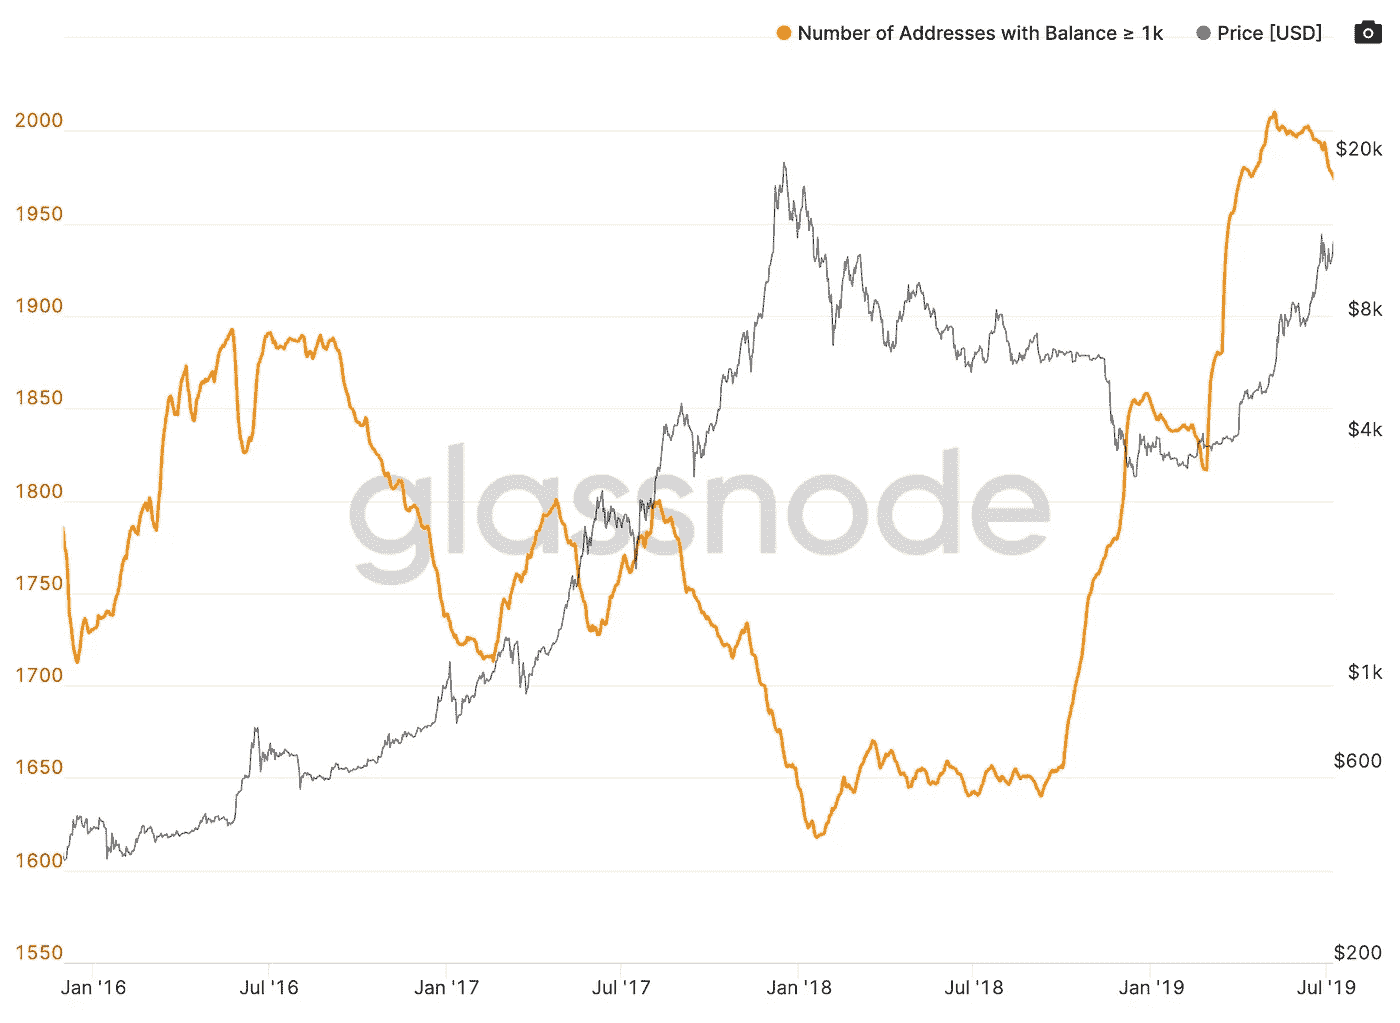 Number of Addresses with Balance ≥ 1k Price [USD]
2000
1950
1900
1850
1800
1750
1700
1650
1600
1550
$20k
$8k
$4k
$1k
$600
$200
glassnode
Jan '16 Jul '16 Jan '17 Jul '17 Jan '18 Jul '18 Jan '19 Jul '19